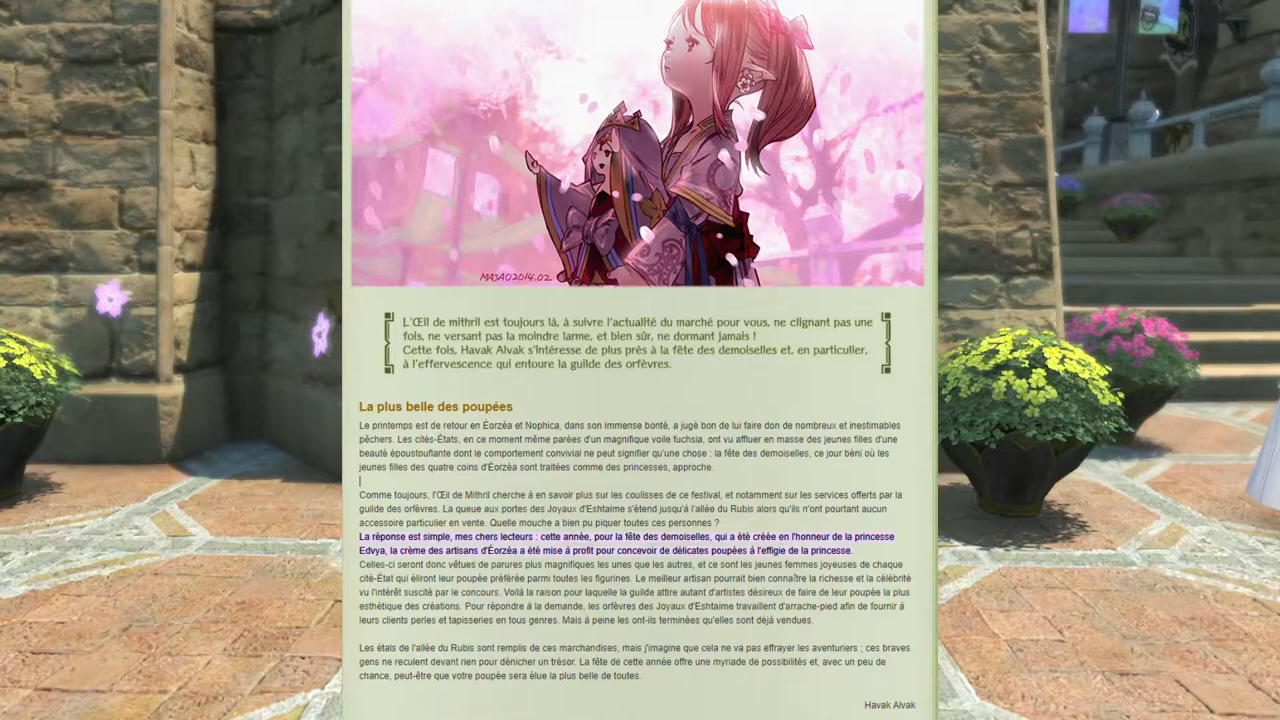 MASAO2014.02
L'Œil de mithril est toujours là, à suivre l'actualité du marché pour vous, ne clignant pas une
fois, ne versant pas la moindre larme, et bien sûr, ne dormant jamais !
Cette fois, Havak Alvak s'intéresse de plus près à la fête des demoiselles et, en particulier,
à l'effervescence qui entoure la guilde des orfèvres.
La plus belle des poupées
Le printemps est de retour en Éorzéa et Nophica, dans son immense bonté, a jugé bon de lui faire don de nombreux et inestimables
pêchers. Les cités-États, en ce moment même parées d'un magnifique voile fuchsia, ont vu affluer en masse des jeunes filles d'une
beauté époustouflante dont le comportement convivial ne peut signifier qu'une chose : la fête des demoiselles, ce jour béni où les
jeunes filles des quatre coins d'Éorzéa sont traitées comme des princesses, approche.
Comme toujours, l'Œil de Mithril cherche à en savoir plus sur les coulisses de ce festival, et notamment sur les services offerts par la
guilde des orfèvres. La queue aux portes des Joyaux d'Eshtaime s'étend jusqu'à l'allée du Rubis alors qu'ils n'ont pourtant aucun
accessoire particulier en vente. Quelle mouche a bien pu piquer toutes ces personnes ?
La réponse est simple, mes chers lecteurs : cette année, pour la fête des demoiselles, qui a été créée en l'honneur de la princesse
Edvya, la crème des artisans d'Éorzéa a été mise à profit pour concevoir de délicates poupées à l'effigie de la princesse.
Celles-ci seront donc vêtues de parures plus magnifiques les unes que les autres, et ce sont les jeunes femmes joyeuses de chaque
cité-État qui éliront leur poupée préférée parmi toutes les figurines. Le meilleur artisan pourrait bien connaître la richesse et la célébrité
vu l'intérêt suscité par le concours. Voilà la raison pour laquelle la guilde attire autant d'artistes désireux de faire de leur poupée la plus
esthétique des créations. Pour répondre à la demande, les orfèvres des Joyaux d'Eshtaime travaillent d'arrache-pied afin de fournir à
leurs clients perles et tapisseries en tous genres. Mais à peine les ont-ils terminées qu'elles sont déjà vendues.
Les étals de l'allée du Rubis sont remplis de ces marchandises, mais j'imagine que cela ne va pas effrayer les aventuriers ; ces braves
gens ne reculent devant rien pour dénicher un trésor. La fête de cette année offre une myriade de possibilités et, avec un peu de
chance, peut-être que votre poupée sera élue la plus belle de toutes.
Havak Alvak